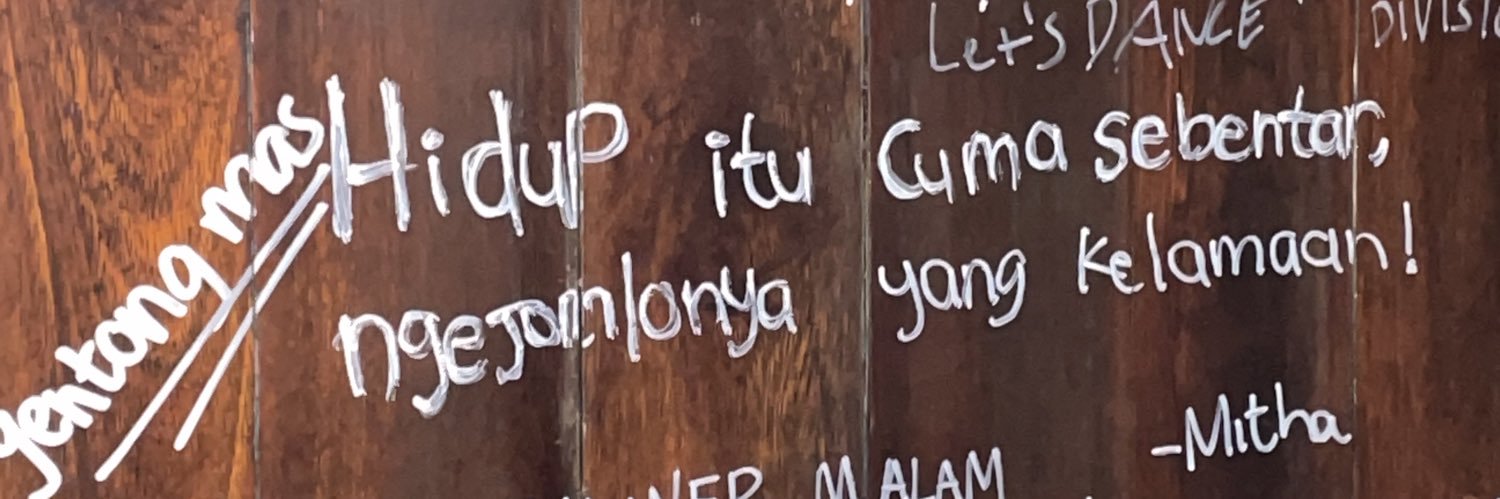 Let's DANCE
Hidup itu Cuma sebentar,
ngejomlonya yang kelamaan!
-Mitha
gentong mas
MALAM